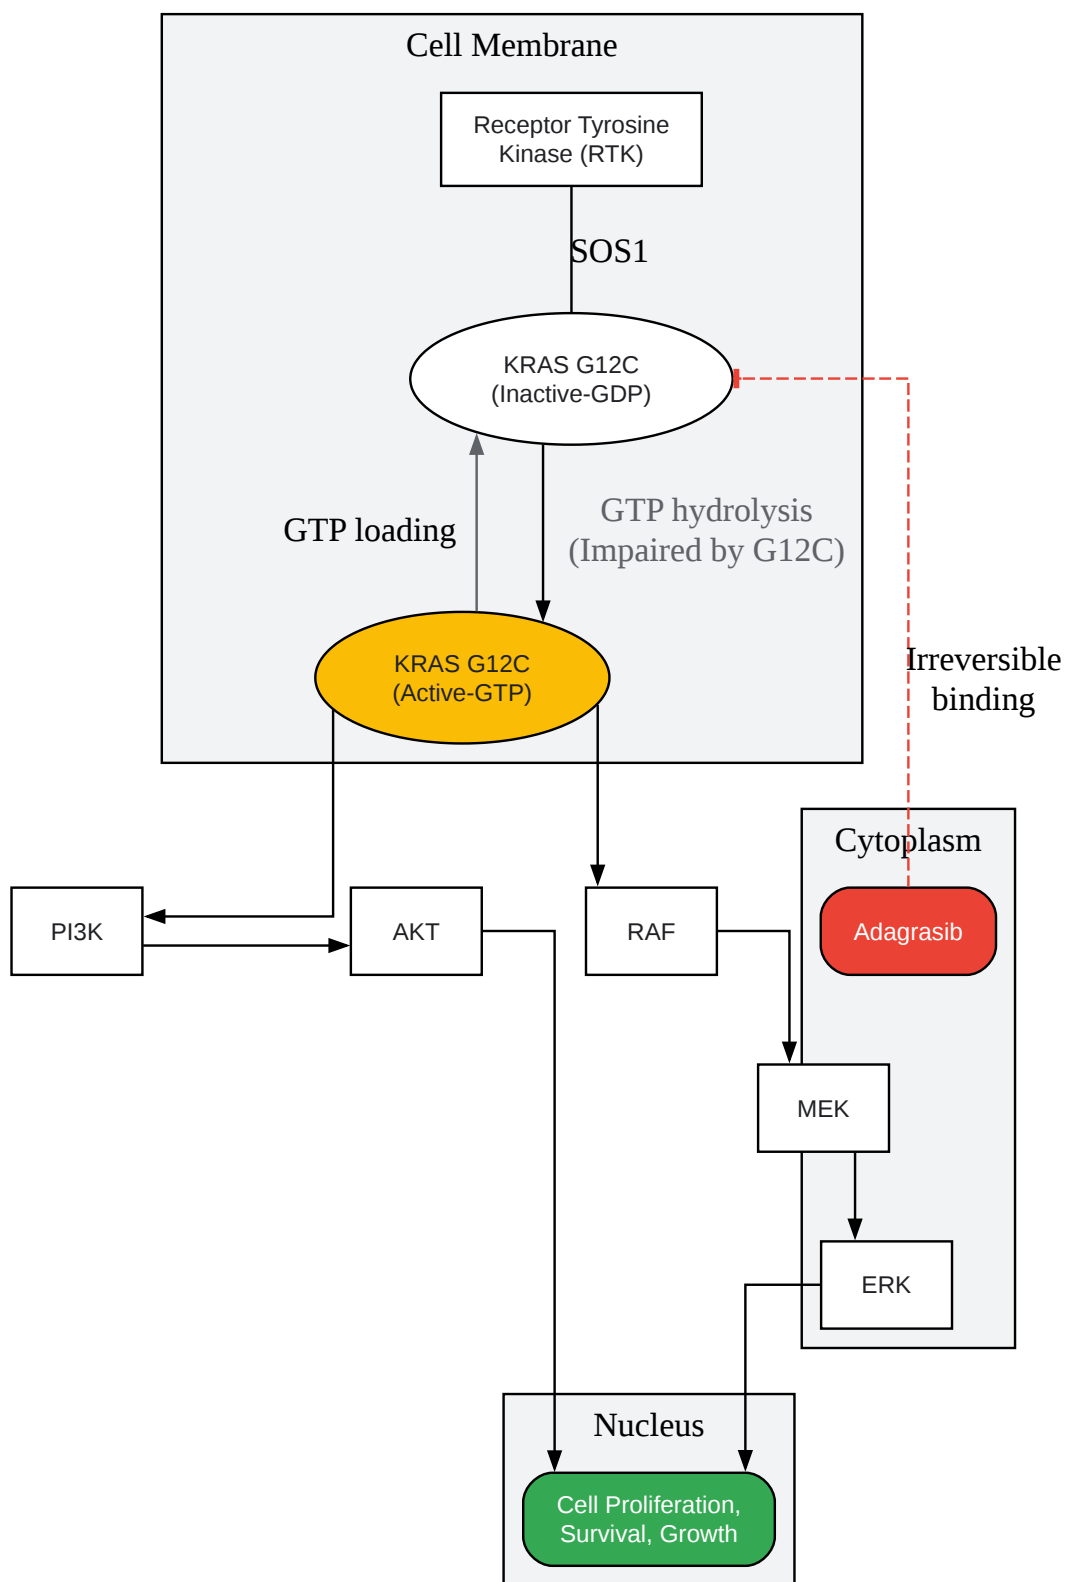 Cell Membrane
Receptor Tyrosine
Kinase (RTK)
SOS1
KRAS G12C
(Inactive-GDP)
GTP loading
GTP hydrolysis
(Impaired by G12C)
KRAS G12C
(Active-GTP)
Irreversible
binding
Cytoplasm
PI3K
AKT
RAF
Adagrasib
MEK
ERK
Nucleus
Cell Proliferation,
Survival, Growth